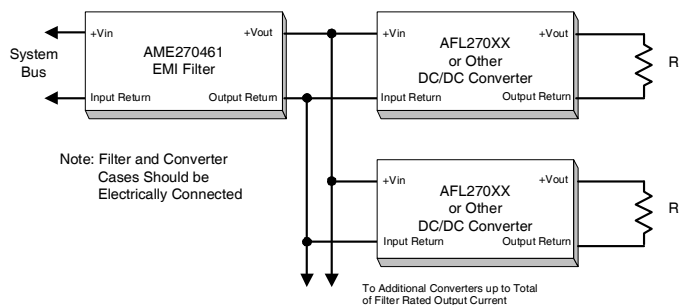 System
Bus
+Vin
AME270461
EMI Filter
+Vout
Input Return
Output Return
+Vin
AFL270XX
or Other
DC/DC Converter
+Vout
Input Return
Output Return
R
Note: Filter and Converter
Cases Should be
Electrically Connected
+Vin
AFL270XX
or Other
DC/DC Converter
+Vout
Input Return
Output Return
R
To Additional Converters up to Total
of Filter Rated Output Current